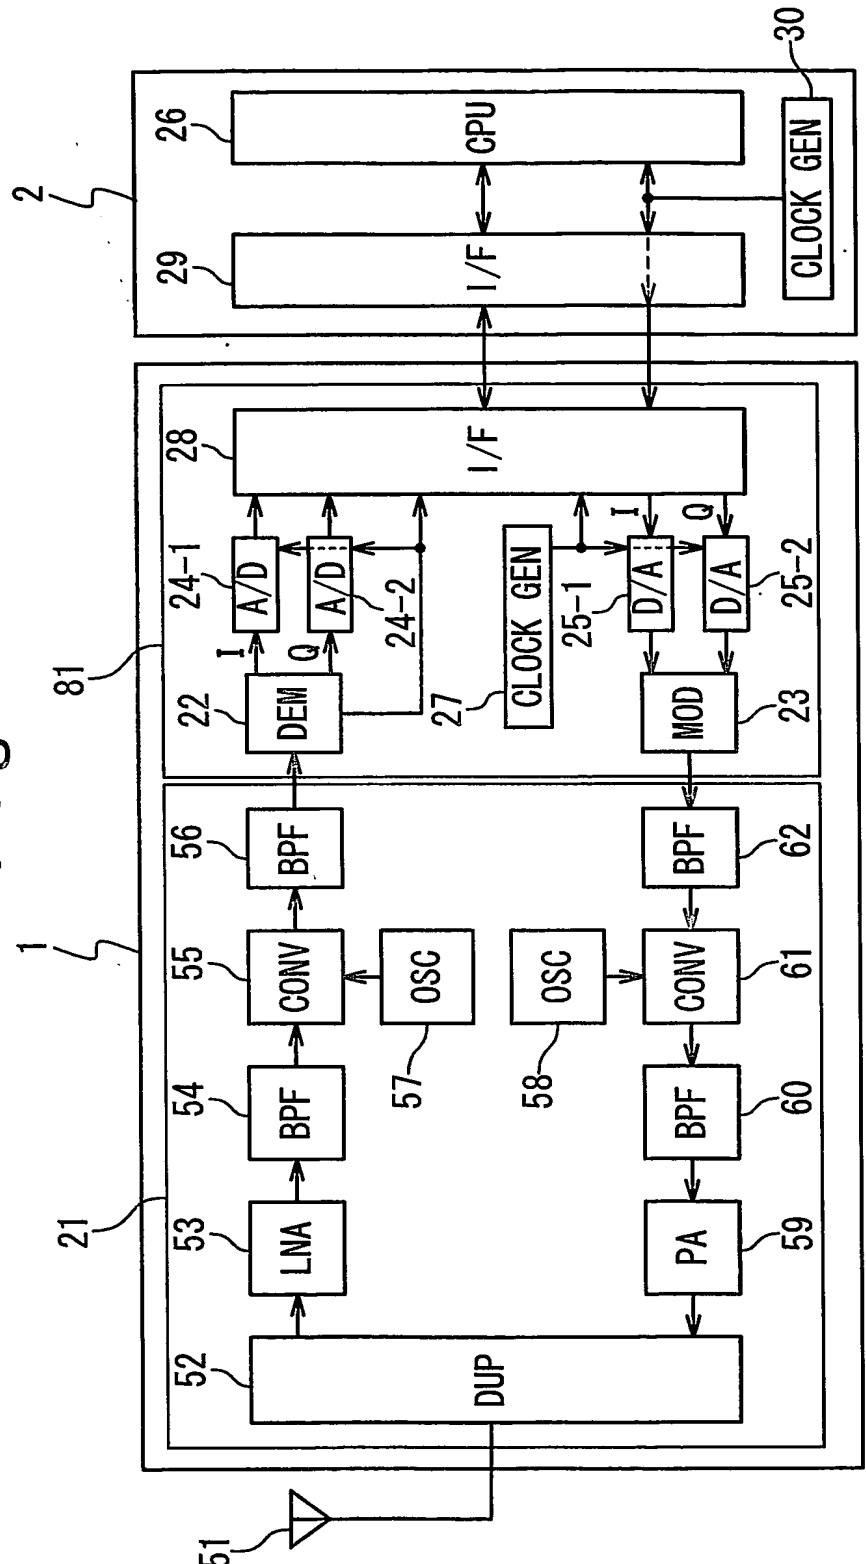 1
2
21
81
51
52
53
54
55
56
22
24-1
28
29
26
LNA
BPF
CONV
BPF
DEM
I
A/D
Q
A/D
24-2
57
OSC
27
DUP
I/F
I/F
CPU
58
OSC
CLOCK GEN
25-1
I
D/A
PA
BPF
CONV
BPF
MOD
Q
D/A
59
60
61
62
23
25-2
CLOCK GEN
30